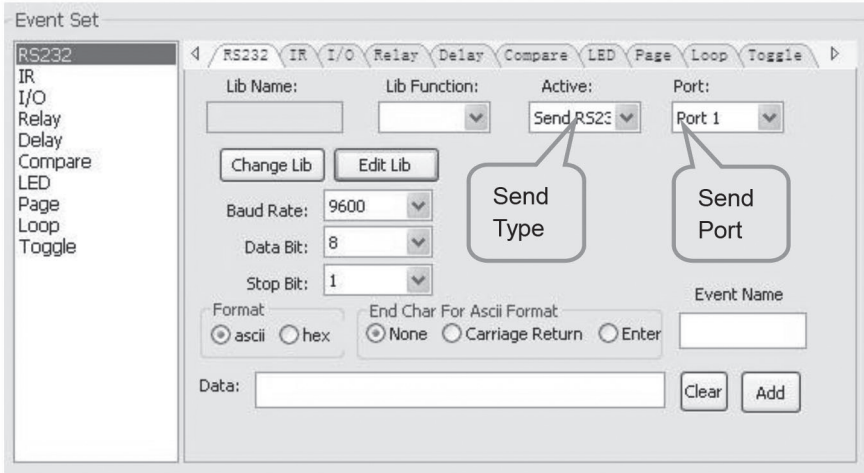 Event Set
RS232
IR
I/O
Relay
Delay
Compare
LED
Page
Loop
Toggle
RS232 IR I/O Relay Delay Compare LED Page Loop Toggle
Lib Name: Lib Function: Active: Port:
Send RS23 Port 1
Change Lib Edit Lib
Send Type
Send Port
Baud Rate: 9600
Data Bit: 8
Stop Bit: 1
Event Name
Format
ascii hex
End Char For Ascii Format
None Carriage Return Enter
Data:
Clear Add